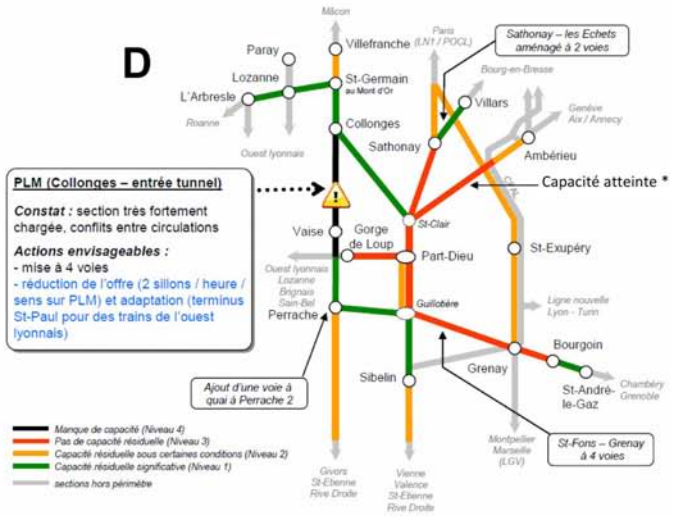 Mâcon
D
Villefranche
Paray
Lozanne
L'Arbresle
Roanne
Ouest lyonnais
St-Germain
au Mont d'Or
Collonges
Paris
(LN1 / POCL)
Sathonay – les Echets
aménagé à 2 voies
Bourg-en-Bresse
Villars
Sathonay
Genève
Aix / Annecy
Ambérieu
Capacité atteinte *
PLM (Collonges – entrée tunnel)
Constat : section très fortement
chargée, conflits entre circulations
Actions envisageables :
- mise à 4 voies
- réduction de l'offre (2 sillons / heure /
sens sur PLM) et adaptation (terminus
St-Paul pour des trains de l'ouest
lyonnais)
St-Clair
Vaise
Gorge
de Loup
Part-Dieu
St-Exupéry
Ouest lyonnais
Lozanne
Brignais
Sain-Bel
Perrache
Guillotière
Ligne nouvelle
Lyon - Turin
Sibelin
Grenay
Bourgoin
St-André-
le-Gaz
Chambéry
Grenoble
Ajout d'une voie à
quai à Perrache 2
St-Fons – Grenay
à 4 voies
Montpellier
Marseille
(LGV)
Manque de capacité (Niveau 4)
Pas de capacité résiduelle (Niveau 3)
Capacité résiduelle sous certaines conditions (Niveau 2)
Capacité résiduelle significative (Niveau 1)
sections hors périmètre
Givors
St-Etienne
Rive Droite
Vienne
Valence
St-Etienne
Rive Droite